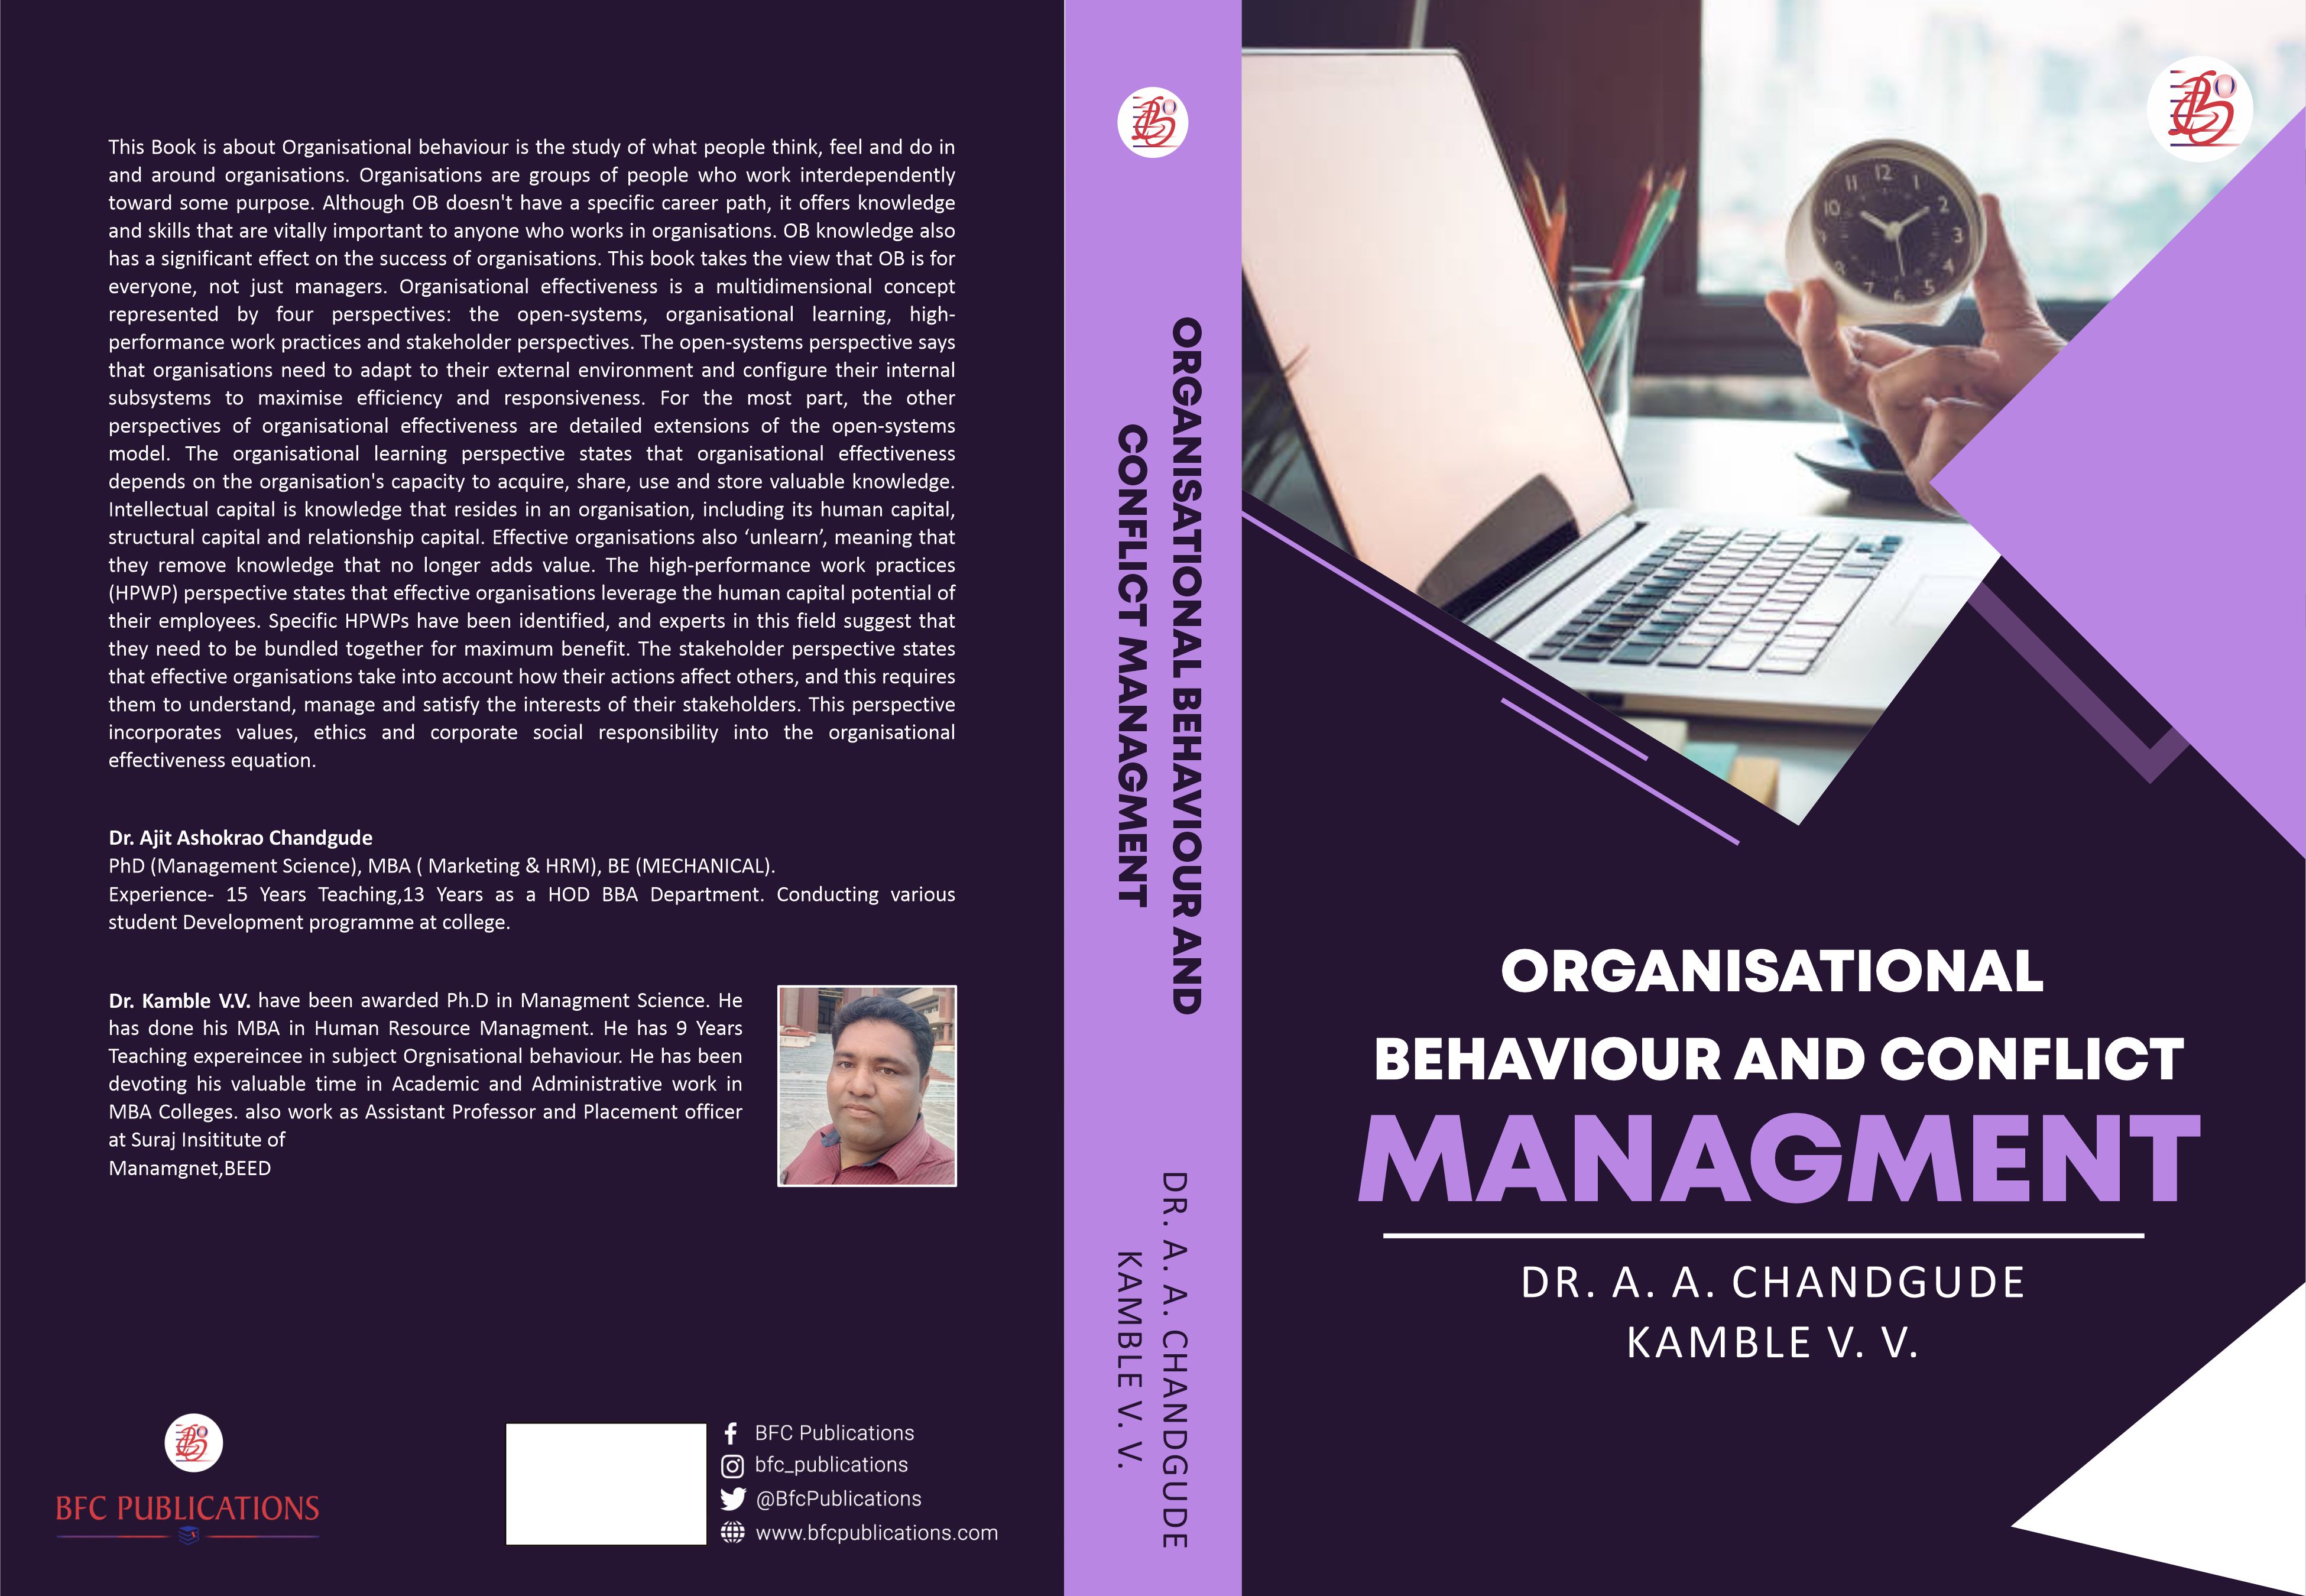 This Book is about Organisational behaviour is the study of what people think, feel and do in
and around organisations. Organisations are groups of people who work interdependently
toward some purpose. Although OB doesn't have a specific career path, it offers knowledge
and skills that are vitally important to anyone who works in organisations. OB knowledge also
has a significant effect on the success of organisations. This book takes the view that OB is for
everyone, not just managers. Organisational effectiveness is a multidimensional concept
represented by four perspectives: the open-systems, organisational learning, high-
performance work practices and stakeholder perspectives. The open-systems perspective says
that organisations need to adapt to their external environment and configure their internal
subsystems to maximise efficiency and responsiveness. For the most part, the other
perspectives of organisational effectiveness are detailed extensions of the open-systems
model. The organisational learning perspective states that organisational effectiveness
depends on the organisation's capacity to acquire, share, use and store valuable knowledge.
Intellectual capital is knowledge that resides in an organisation, including its human capital,
structural capital and relationship capital. Effective organisations also ‘unlearn’, meaning that
they remove knowledge that no longer adds value. The high-performance work practices
(HPWP) perspective states that effective organisations leverage the human capital potential of
their employees. Specific HPWPs have been identified, and experts in this field suggest that
they need to be bundled together for maximum benefit. The stakeholder perspective states
that effective organisations take into account how their actions affect others, and this requires
them to understand, manage and satisfy the interests of their stakeholders. This perspective
incorporates values, ethics and corporate social responsibility into the organisational
effectiveness equation.
Dr. Ajit Ashokrao Chandgude
PhD (Management Science), MBA ( Marketing & HRM), BE (MECHANICAL).
Experience- 15 Years Teaching,13 Years as a HOD BBA Department. Conducting various
student Development programme at college.
Dr. Kamble V.V. have been awarded Ph.D in Managment Science. He
has done his MBA in Human Resource Managment. He has 9 Years
Teaching expereincee in subject Orgnisational behaviour. He has been
devoting his valuable time in Academic and Administrative work in
MBA Colleges. also work as Assistant Professor and Placement officer
at Suraj Insititute of
Manamgnet,BEED
BFC PUBLICATIONS
BFC Publications
bfc_publications
@BfcPublications
www.bfcpublications.com
ORGANISATIONAL BEHAVIOUR AND
CONFLICT MANAGMENT
DR. A. A. CHANDGUDE
KAMBLE V. V.
11 12 1
10 2
3
8 4
7 6 5
ORGANISATIONAL
BEHAVIOUR AND CONFLICT
MANAGMENT
DR. A. A. CHANDGUDE
KAMBLE V. V.